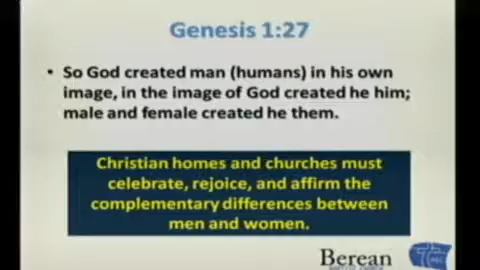 Genesis 1:27
• So God created man (humans) in his own
image, in the image of God created he him;
male and female created he them.
Christian homes and churches must
celebrate, rejoice, and affirm the
complementary differences between
men and women.
Berean